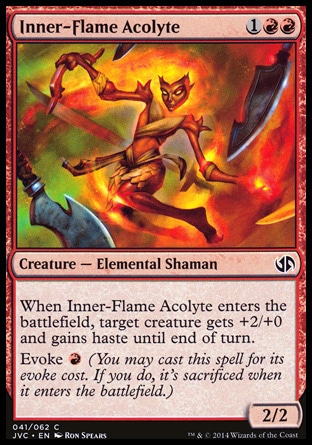 Inner-Flame Acolyte 1
Creature — Elemental Shaman
When Inner-Flame Acolyte enters the
battlefield, target creature gets +2/+0
and gains haste until end of turn.
Evoke (You may cast this spell for its
evoke cost. If you do, it's sacrificed when
it enters the battlefield.)
2/2
041/062 C
JVC • EN Ron Spears
™ & © 2014 Wizards of the Coast